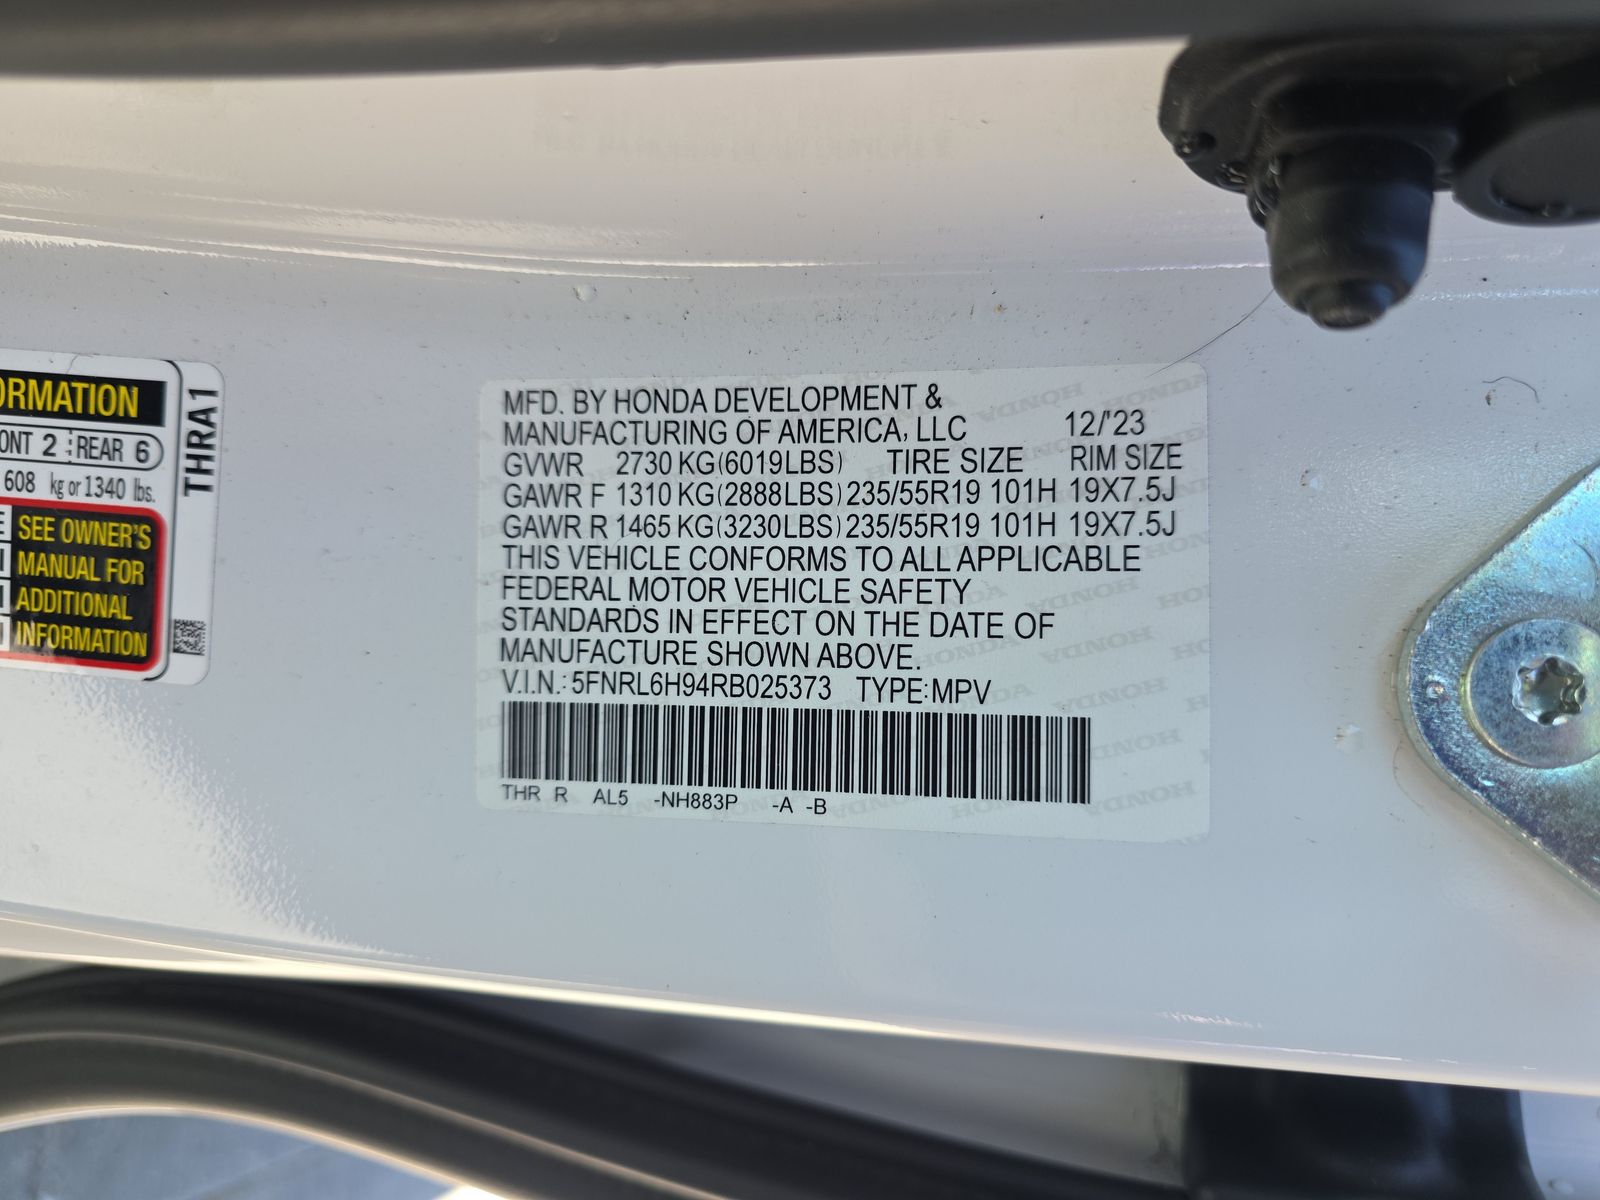 ORMATION
ONT 2 REAR 6
608 kg or 1340 lbs.
SEE OWNER'S
MANUAL FOR
ADDITIONAL
INFORMATION
THRA1
MFD. BY HONDA DEVELOPMENT &
MANUFACTURING OF AMERICA, LLC 12/'23
GVWR 2730 KG(6019LBS) TIRE SIZE RIM SIZE
GAWR F 1310 KG(2888LBS) 235/55R19 101H 19X7.5J
GAWR R 1465 KG(3230LBS) 235/55R19 101H 19X7.5J
THIS VEHICLE CONFORMS TO ALL APPLICABLE
FEDERAL MOTOR VEHICLE SAFETY
STANDARDS IN EFFECT ON THE DATE OF
MANUFACTURE SHOWN ABOVE.
V.I.N.: 5FNRL6H94RB025373 TYPE:MPV
THR R AL5 -NH883P -A -B